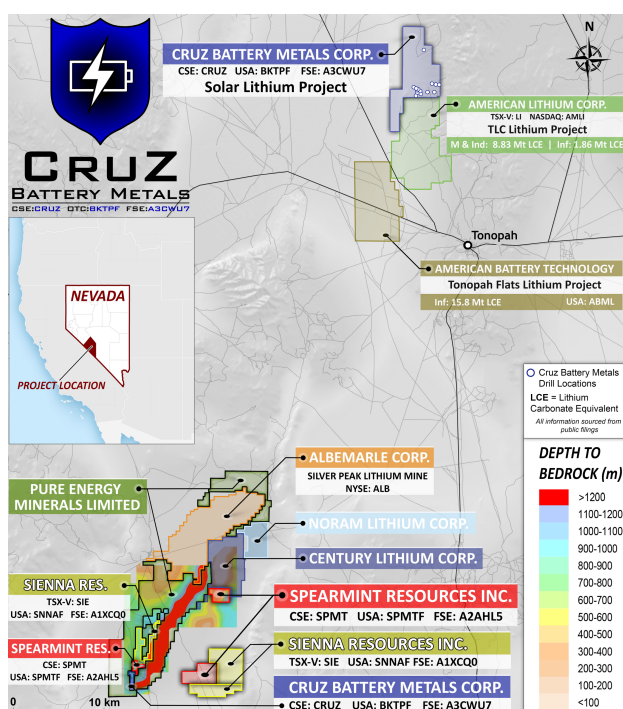 CRUZ BATTERY METALS CORP.
CSE: CRUZ USA: BKTPF FSE: A3CWU7
Solar Lithium Project
N
AMERICAN LITHIUM CORP.
TSX-V: LI NASDAQ: AMLI
TLC Lithium Project
M & Ind: 8.83 Mt LCE | Inf: 1.86 Mt LCE
CRUZ
BATTERY METALS
CSE:CRUZ OTC:BKTPF FSE:A3CWU7
Tonopah
AMERICAN BATTERY TECHNOLOGY
Tonopah Flats Lithium Project
Inf: 15.8 Mt LCE USA: ABML
NEVADA
PROJECT LOCATION
Cruz Battery Metals
Drill Locations
LCE = Lithium
Carbonate Equivalent
All information sourced from
public filings
DEPTH TO
BEDROCK (m)
>1200
1100-1200
1000-1100
900-1000
800-900
700-800
600-700
500-600
400-500
300-400
200-300
100-200
<100
ALBEMARLE CORP.
SILVER PEAK LITHIUM MINE
NYSE: ALB
PURE ENERGY
MINERALS LIMITED
NORAM LITHIUM CORP.
CENTURY LITHIUM CORP.
SIENNA RES.
TSX-V: SIE
USA: SNNAF FSE: A1XCQ0
SPEARMINT RESOURCES INC.
CSE: SPMT USA: SPMTF FSE: A2AHL5
SPEARMINT RES.
CSE: SPMT
USA: SPMTF FSE: A2AHL5
SIENNA RESOURCES INC.
TSX-V: SIE USA: SNNAF FSE: A1XCQ0
CRUZ BATTERY METALS CORP.
CSE: CRUZ USA: BKTPF FSE: A3CWU7
0 10 km